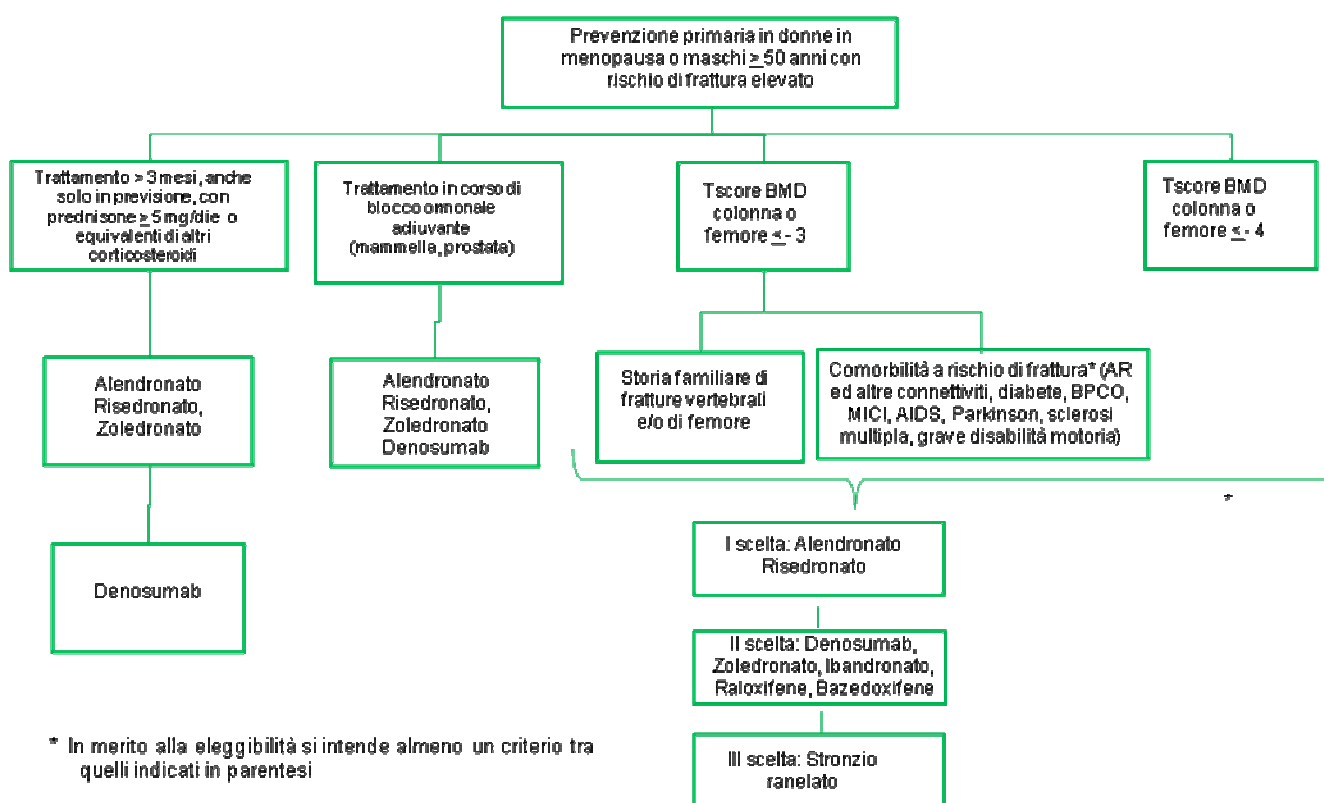 Prevenzione primaria in donne in
menopausa o maschi ≥ 50 anni con
rischio di frattura elevato
Trattamento > 3 mesi, anche
solo in previsione, con
prednisone ≥ 5 mg/die o
equivalenti di altri
corticosteroidi
Trattamento in corso di
blocco ormonale
adiuvante
(mammella, prostata)
Tscore BMD
colonna o
femore ≤ - 3
Tscore BMD
colonna o
femore ≤ - 4
Alendronato
Risedronato,
Zoledronato
Alendronato
Risedronato,
Zoledronato
Denosumab
Storia familiare di
fratture vertebrali
e/o di femore
Comorbilità a rischio di frattura* (AR
ed altre connettiviti, diabete, BPCO,
MICI, AIDS, Parkinson, sclerosi
multipla, grave disabilità motoria)
*
Denosumab
I scelta: Alendronato
Risedronato
II scelta: Denosumab,
Zoledronato, Ibandronato,
Raloxifene, Bazedoxifene
III scelta: Stronzio
ranelato
* In merito alla eleggibilità si intende almeno un criterio tra
quelli indicati in parentesi